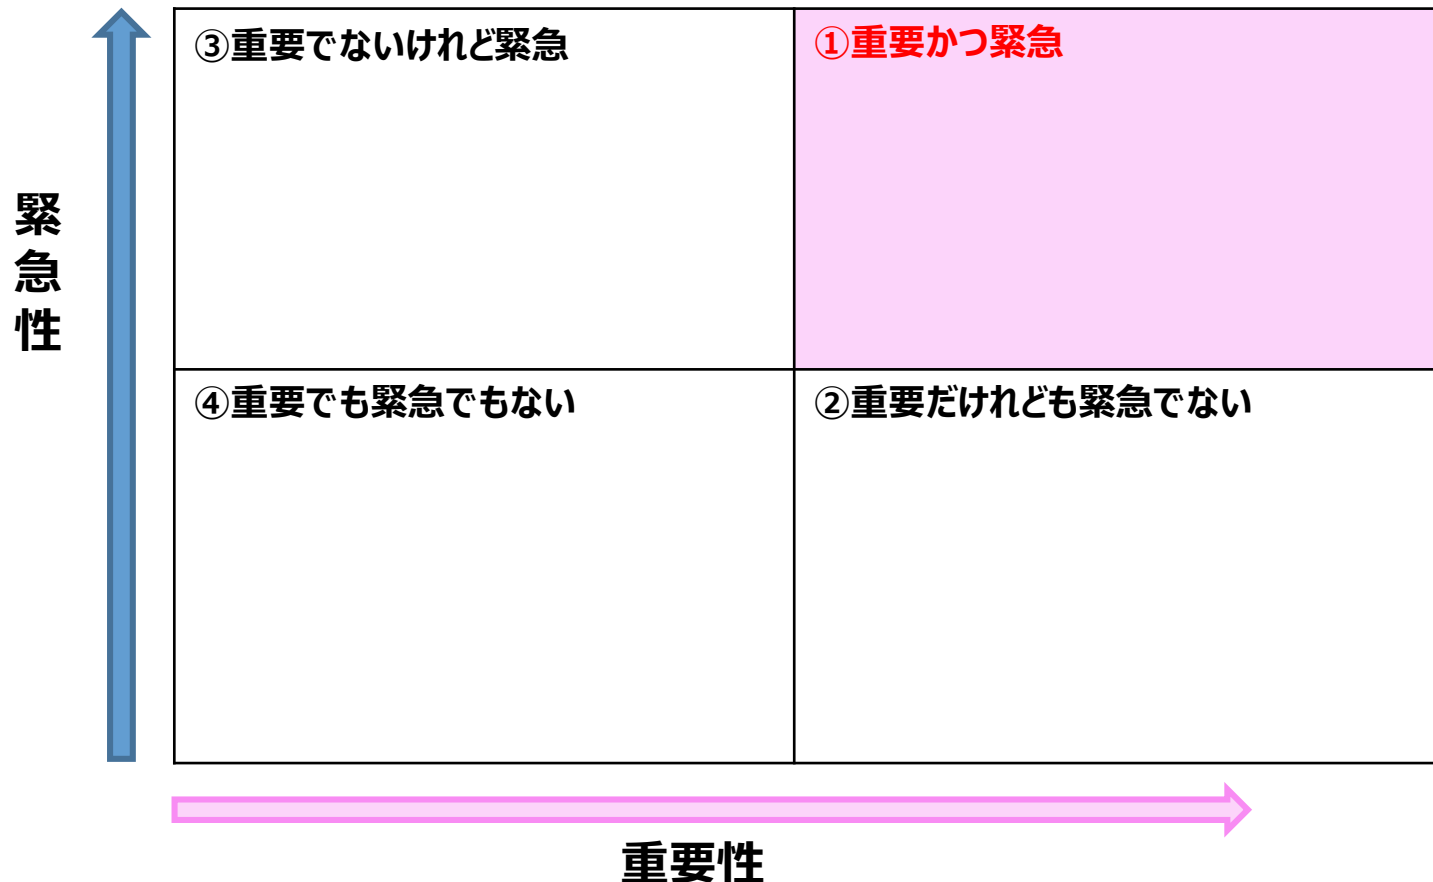 ③重要でないけれど緊急
①重要かつ緊急
緊急性
④重要でも緊急でもない
②重要だけれども緊急でない
重要性